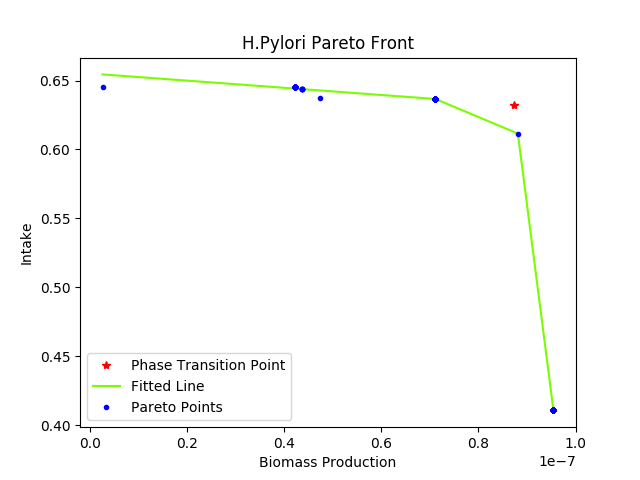 H.Pylori Pareto Front
0.65
0.60
0.55
0.50
0.45
0.40
Intake
Phase Transition Point
Fitted Line
Pareto Points
0.0 0.2 0.4 0.6 0.8 1.0
1e−7
Biomass Production